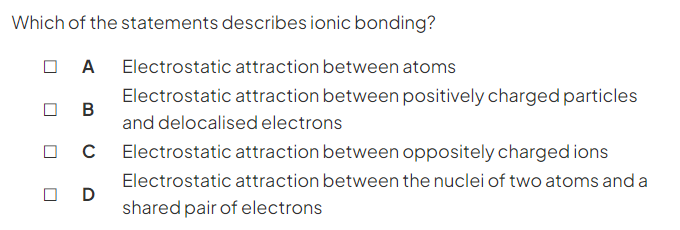 Which of the statements describes ionic bonding?
A Electrostatic attraction between atoms
B Electrostatic attraction between positively charged particles
and delocalised electrons
C Electrostatic attraction between oppositely charged ions
D Electrostatic attraction between the nuclei of two atoms and a
shared pair of electrons